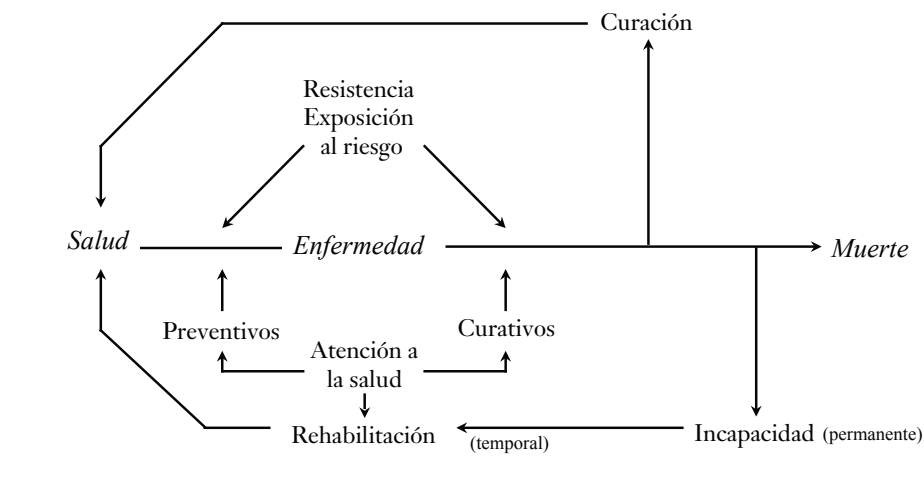 Curación
Resistencia
Exposición
al riesgo
Salud
Enfermedad
Muerte
Preventivos
Curativos
Atención a
la salud
Rehabilitación
(temporal)
Incapacidad (permanente)